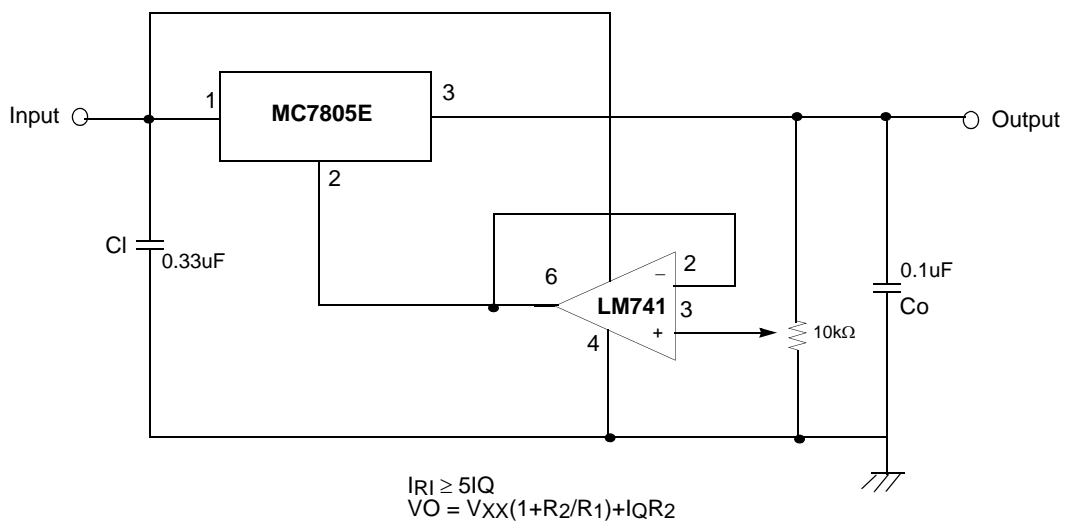 Input
1
MC7805E
3
Output
2
CI
0.33uF
6
−
2
LM741
3
+
4
10kΩ
0.1uF
Co
IRI ≥ 5IQ
VO = VXX(1+R2/R1)+IQR2